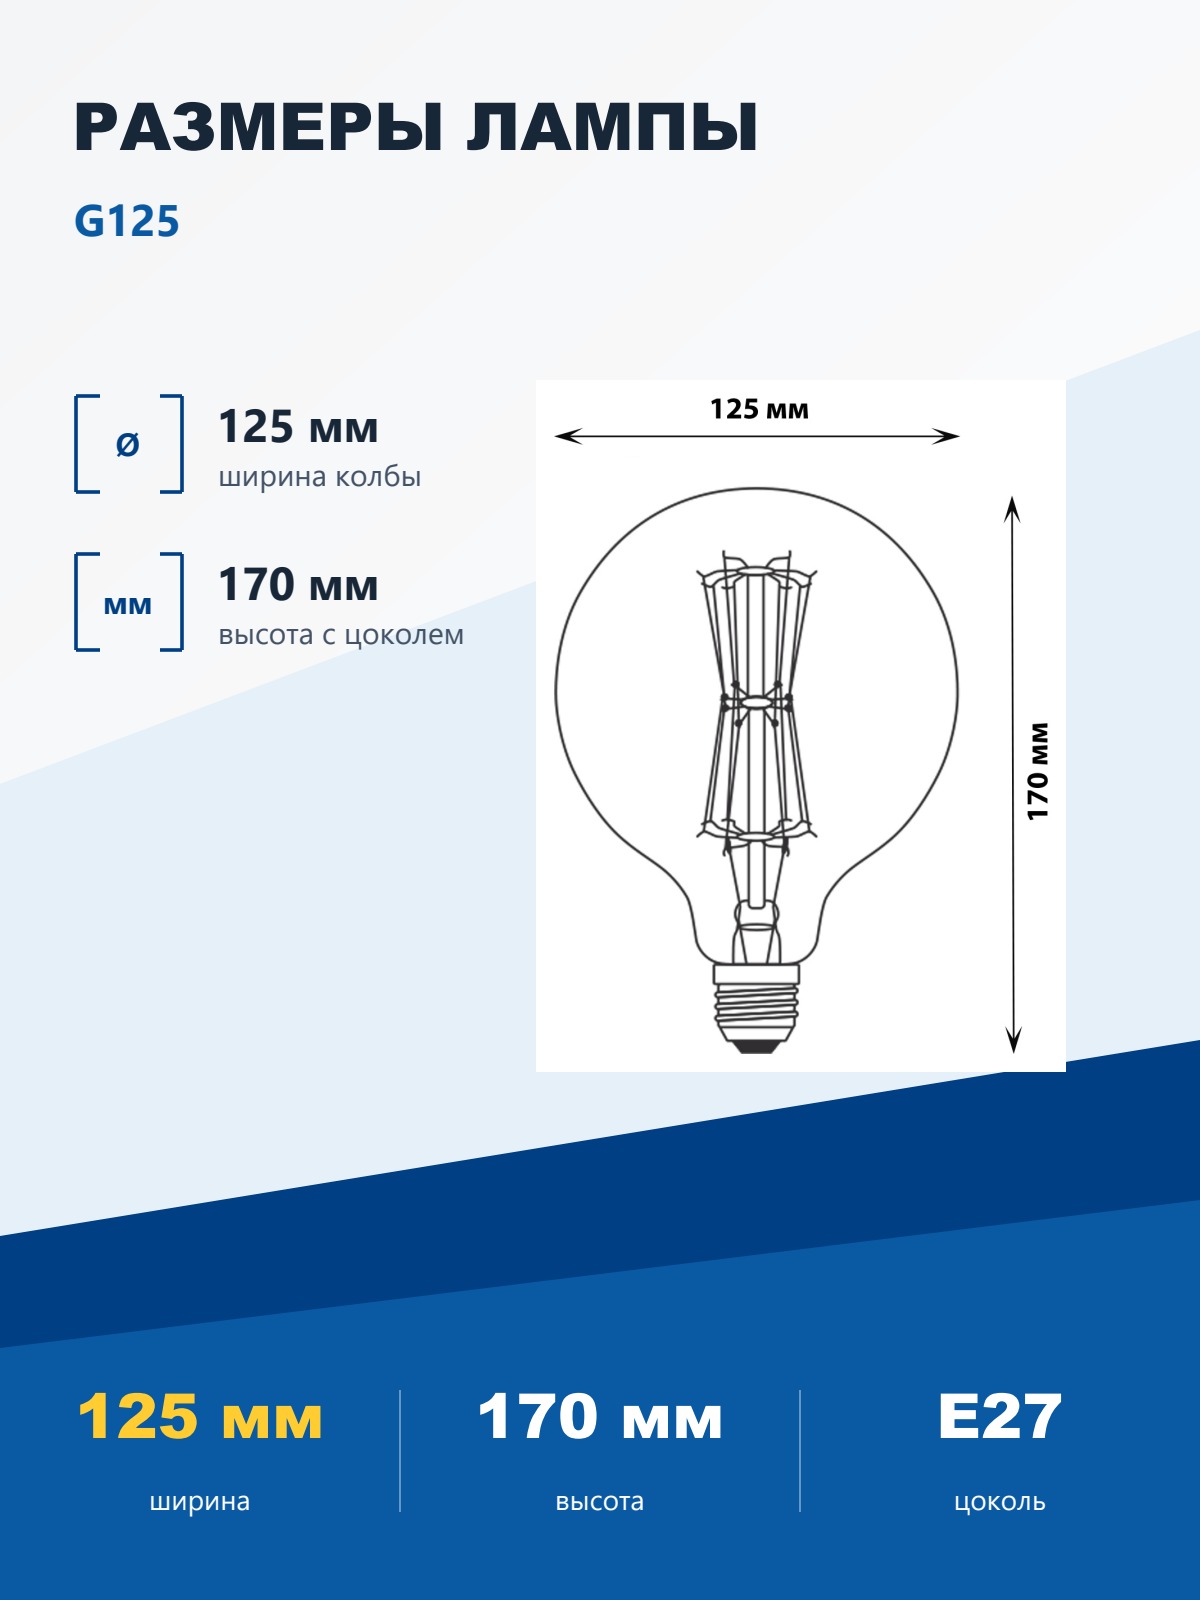 РАЗМЕРЫ ЛАМПЫ
G125
Ø
125 мм
ширина колбы
мм
170 мм
высота с цоколем
125 мм
170 мм
125 мм
ширина
170 мм
высота
E27
цоколь